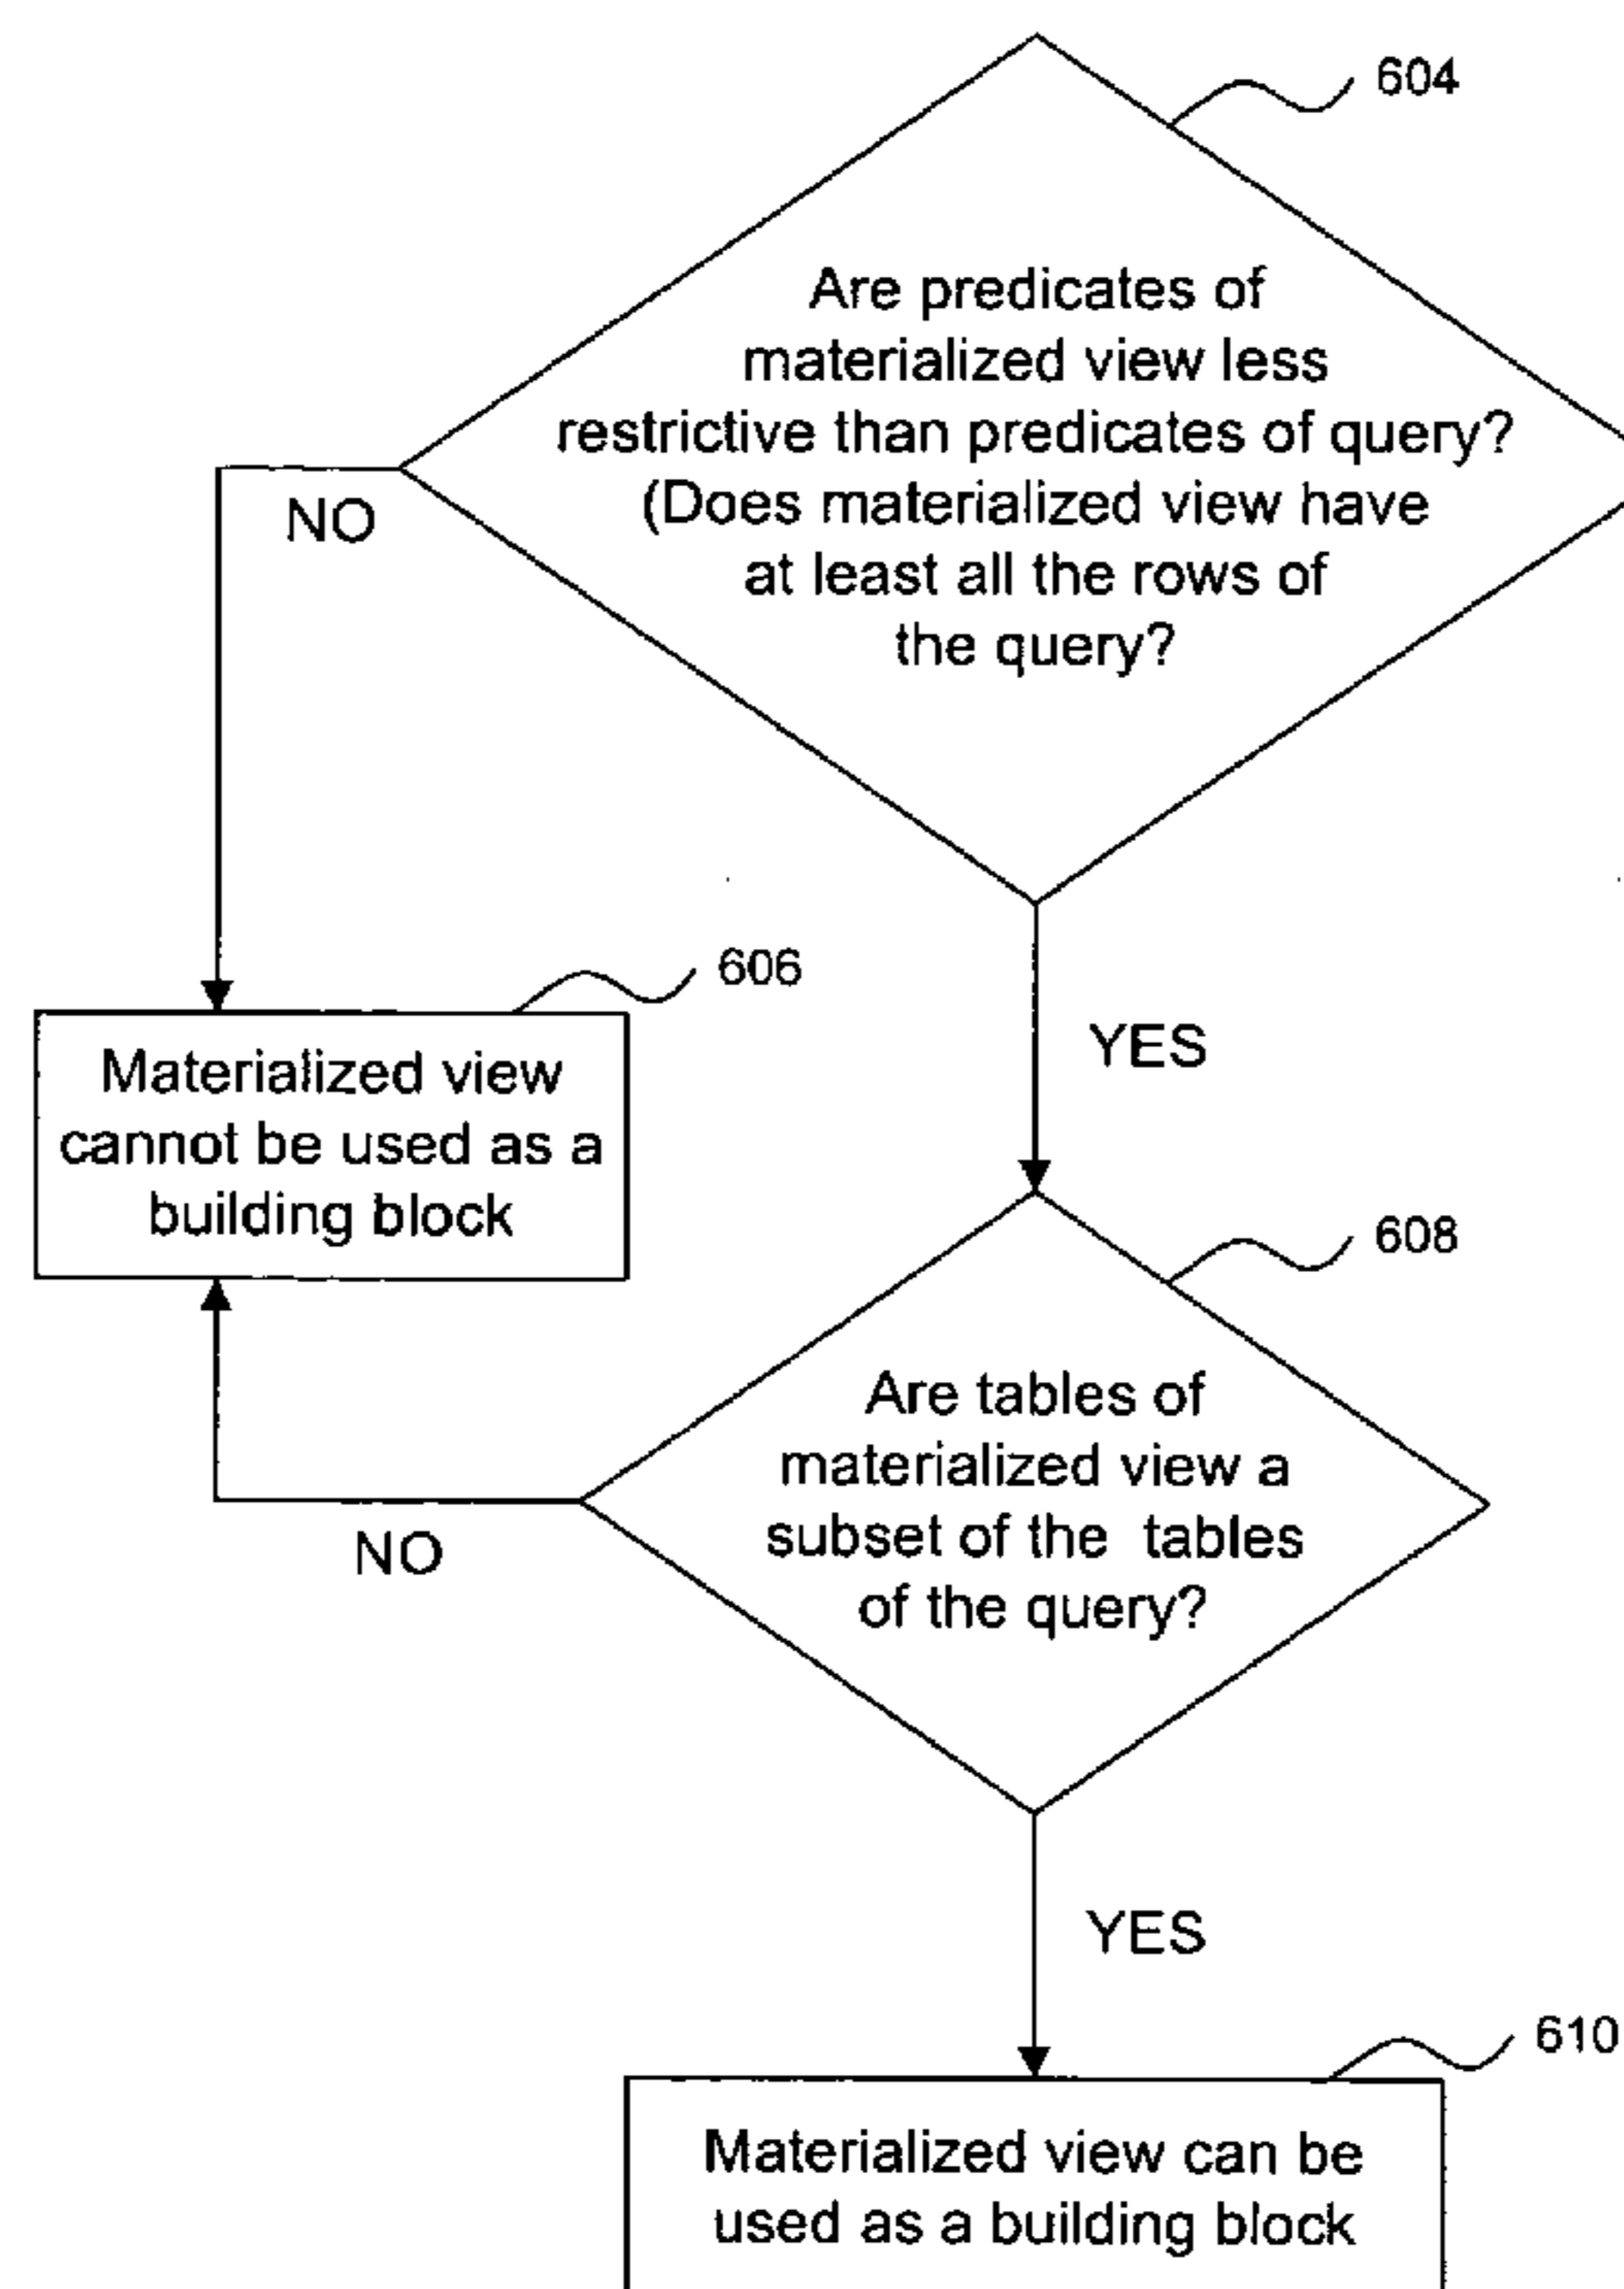 604
Are predicates of
materialized view less
restrictive than predicates of query?
(Does materialized view have
at least all the rows of
the query?
NO
606
Materialized view
cannot be used as a
building block
YES
608
Are tables of
materialized view a
subset of the tables
of the query?
NO
YES
610
Materialized view can be
used as a building block